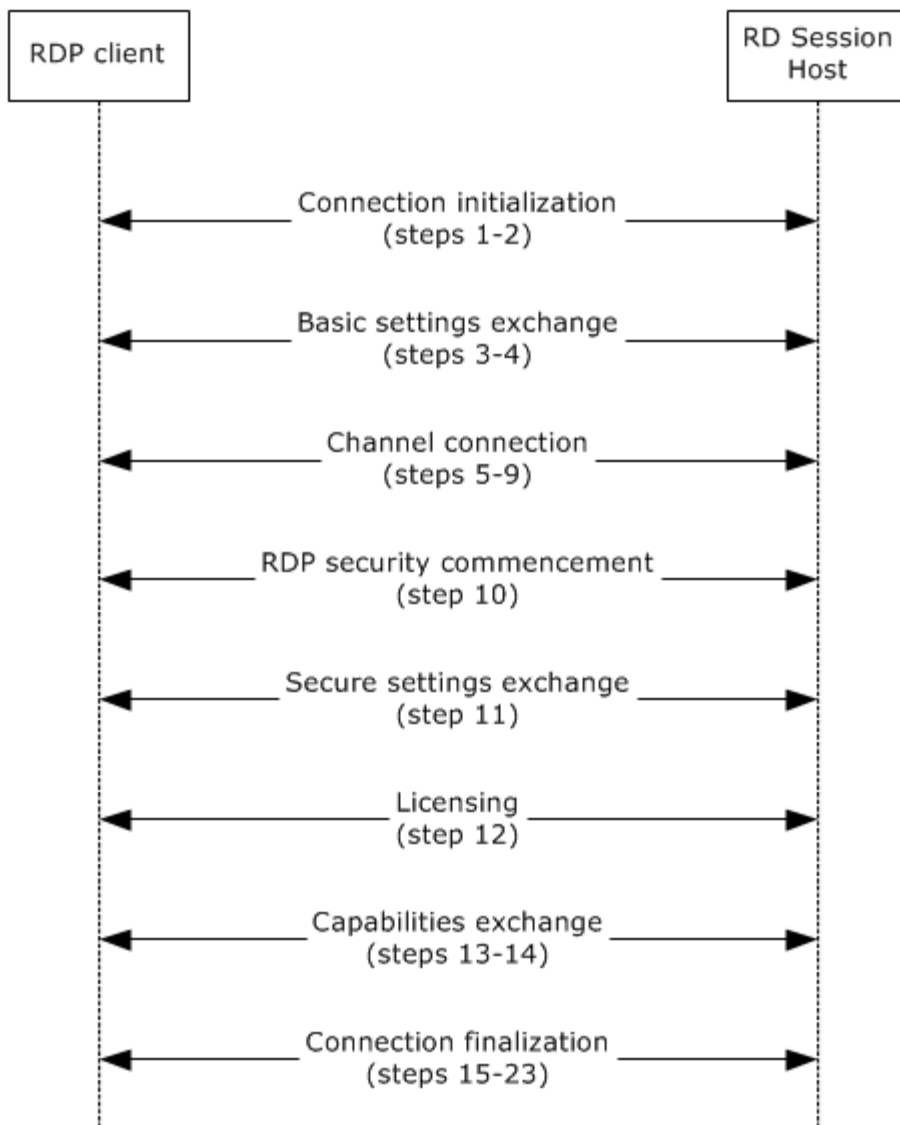 RDP client
RD Session
Host
Connection initialization
(steps 1-2)
Basic settings exchange
(steps 3-4)
Channel connection
(steps 5-9)
RDP security commencement
(step 10)
Secure settings exchange
(step 11)
Licensing
(step 12)
Capabilities exchange
(steps 13-14)
Connection finalization
(steps 15-23)